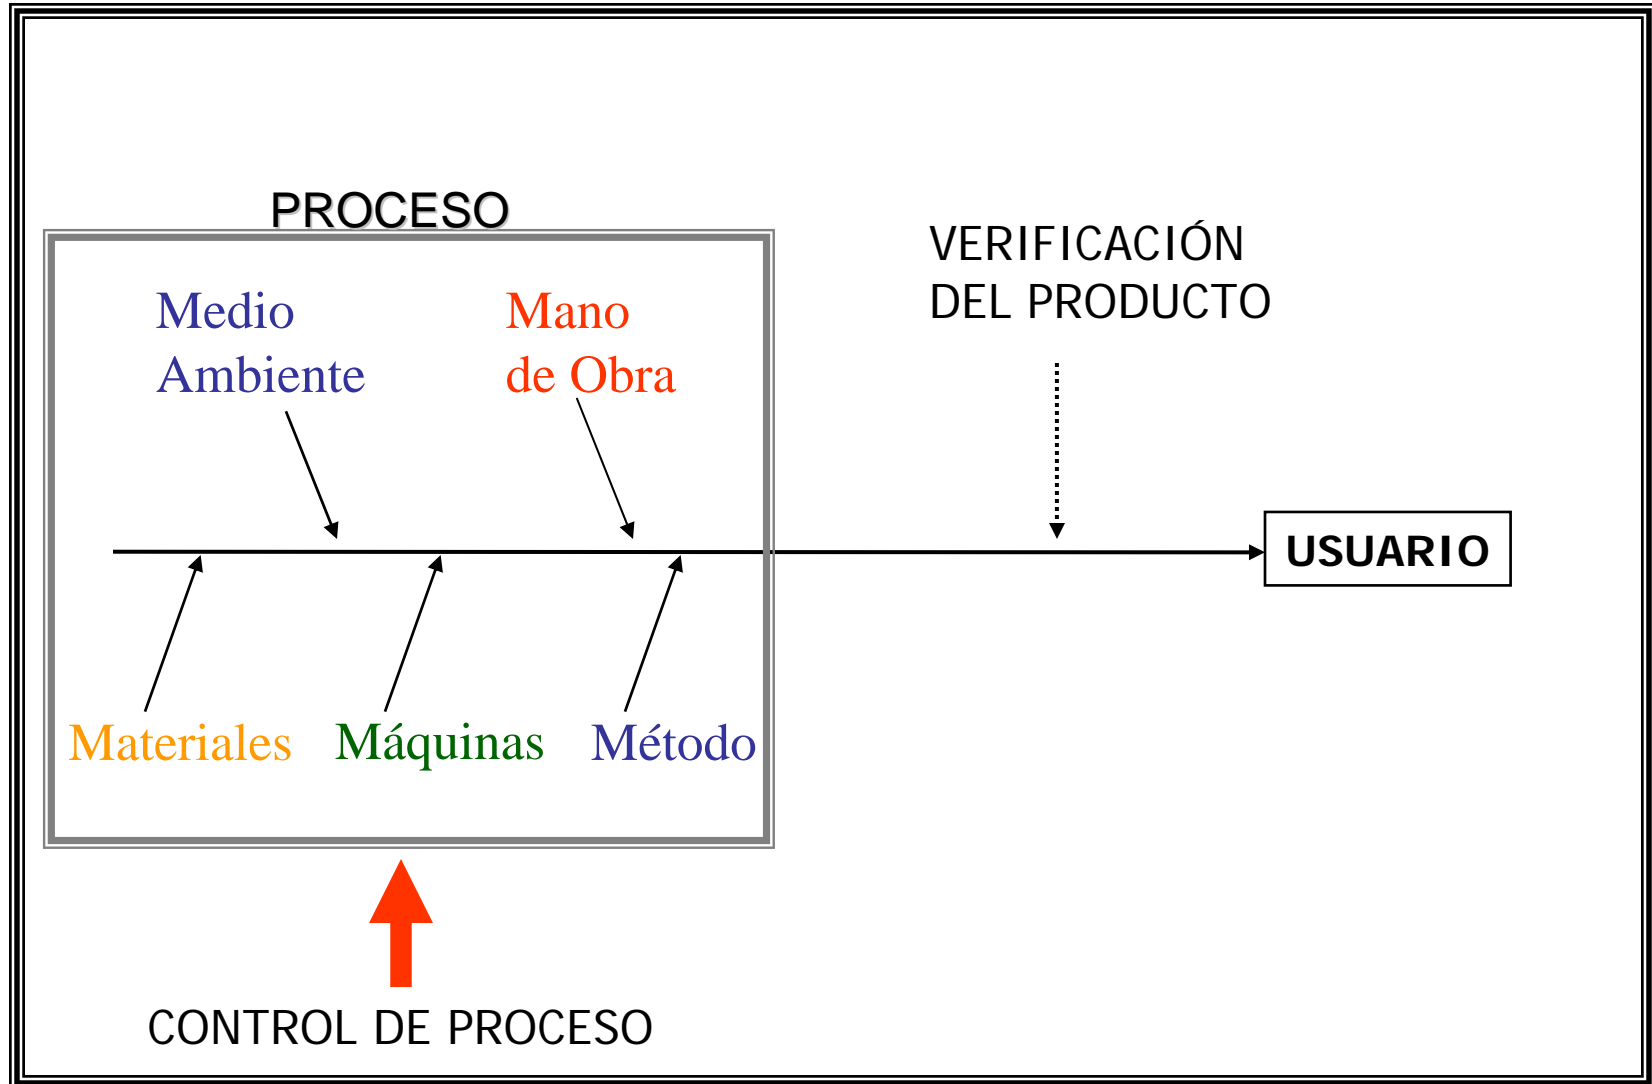 PROCESO
VERIFICACIÓN
DEL PRODUCTO
Medio
Ambiente
Mano
de Obra
USUARIO
Materiales
Máquinas
Método
CONTROL DE PROCESO